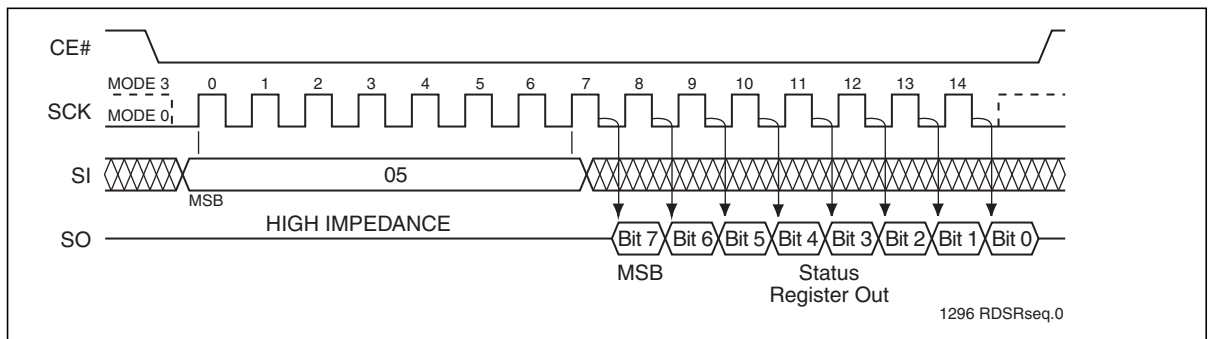 CE#
MODE 3 0 1 2 3 4 5 6 7 8 9 10 11 12 13 14
SCK
MODE 0
SI 05
MSB
HIGH IMPEDANCE
SO Bit 7 Bit 6 Bit 5 Bit 4 Bit 3 Bit 2 Bit 1 Bit 0
MSB Status
Register Out
1296 RDSRseq.0